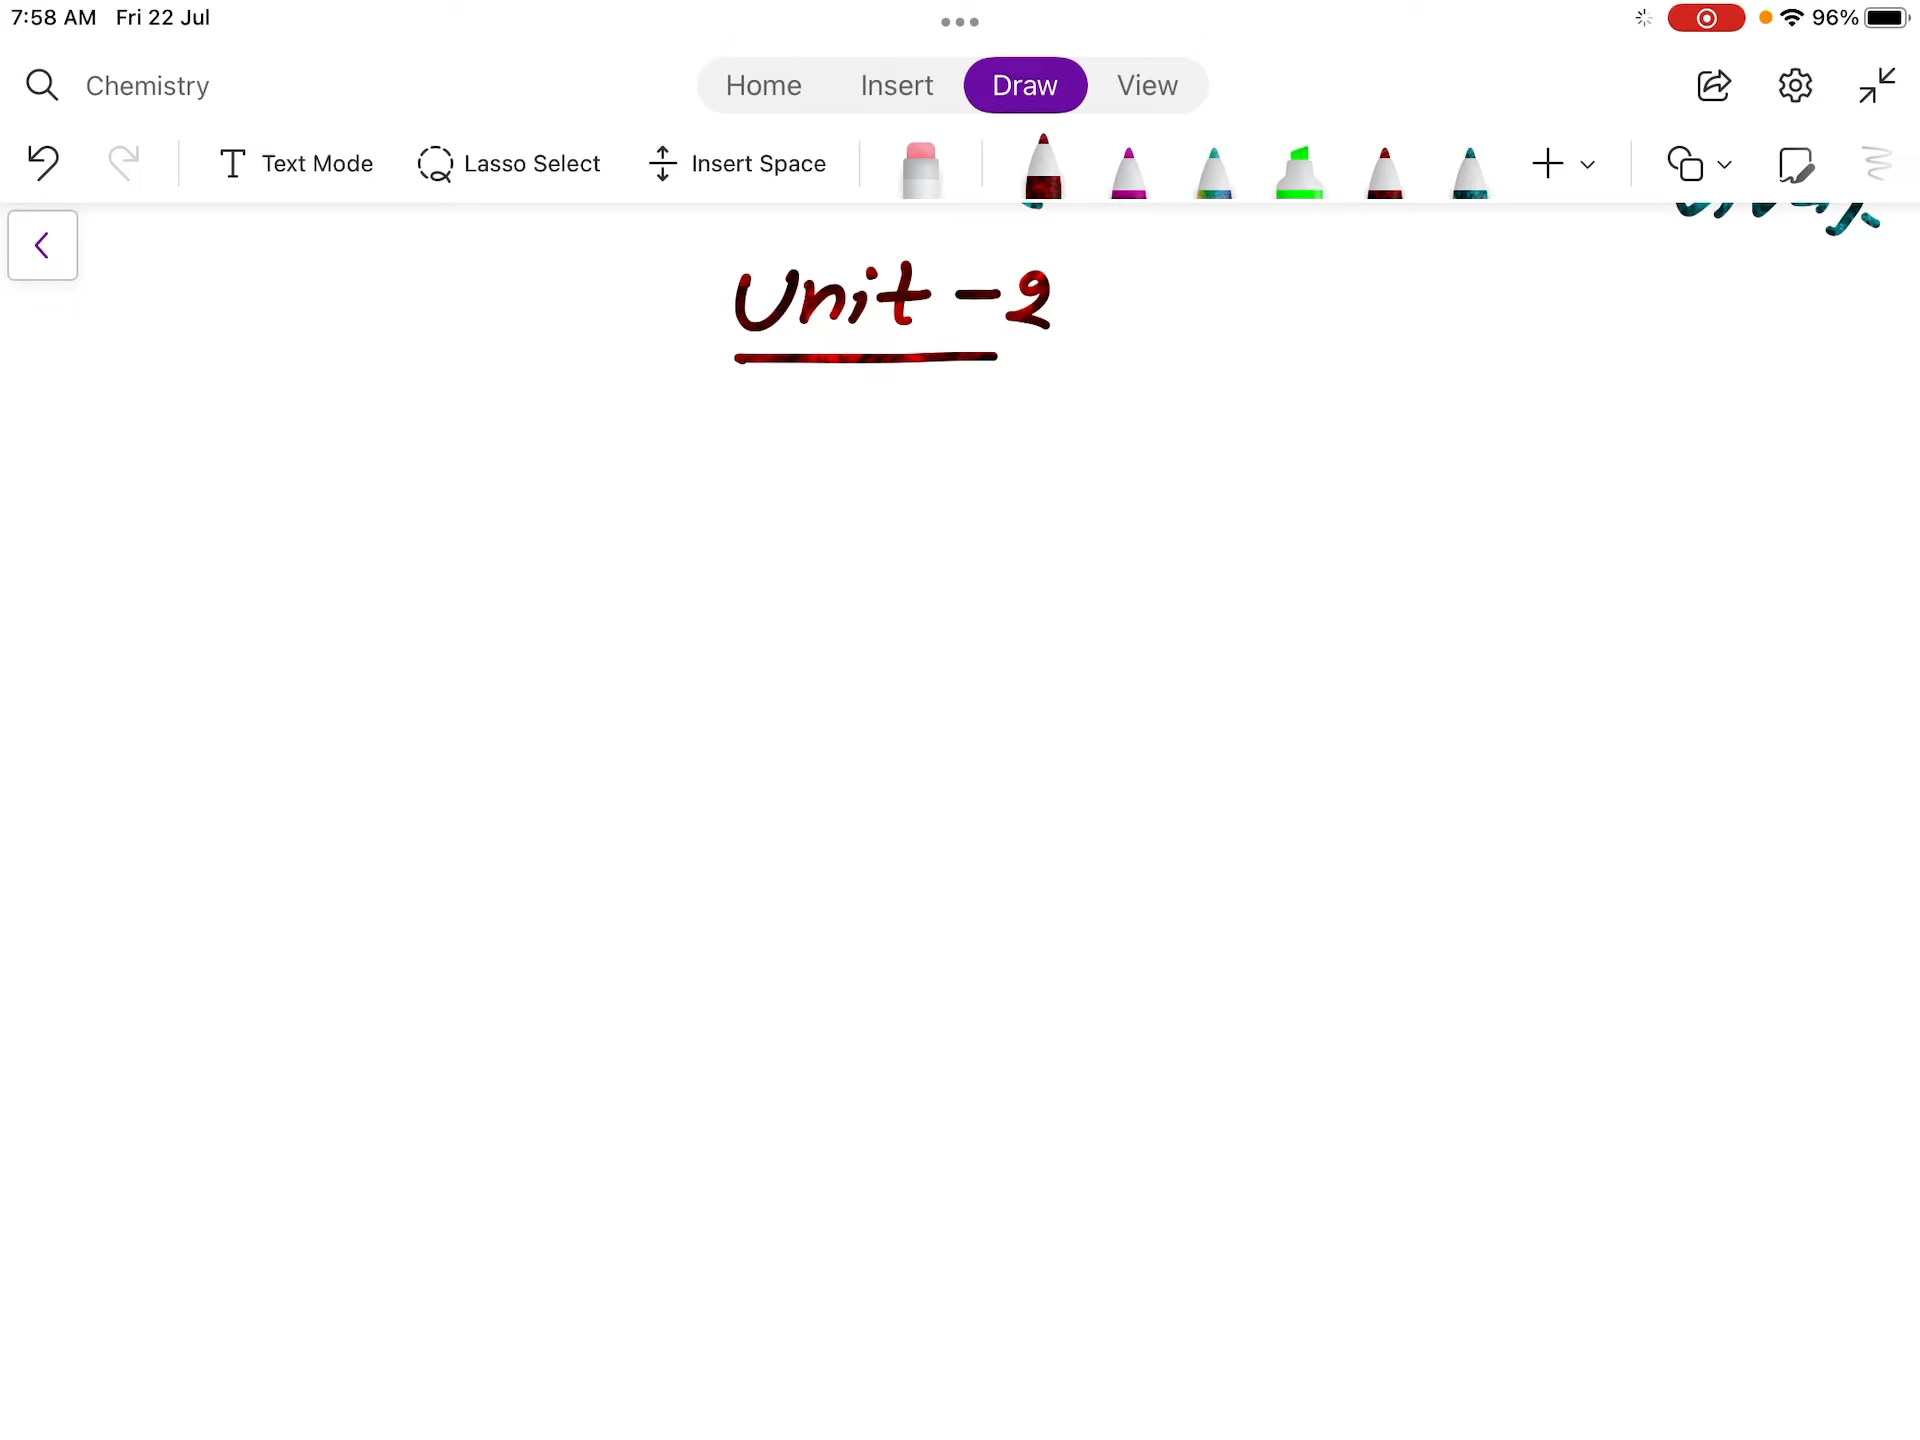 7:58 AM Fri 22 Jul 96%
Chemistry Home Insert Draw View
Text Mode Lasso Select Insert Space
Unit - 2